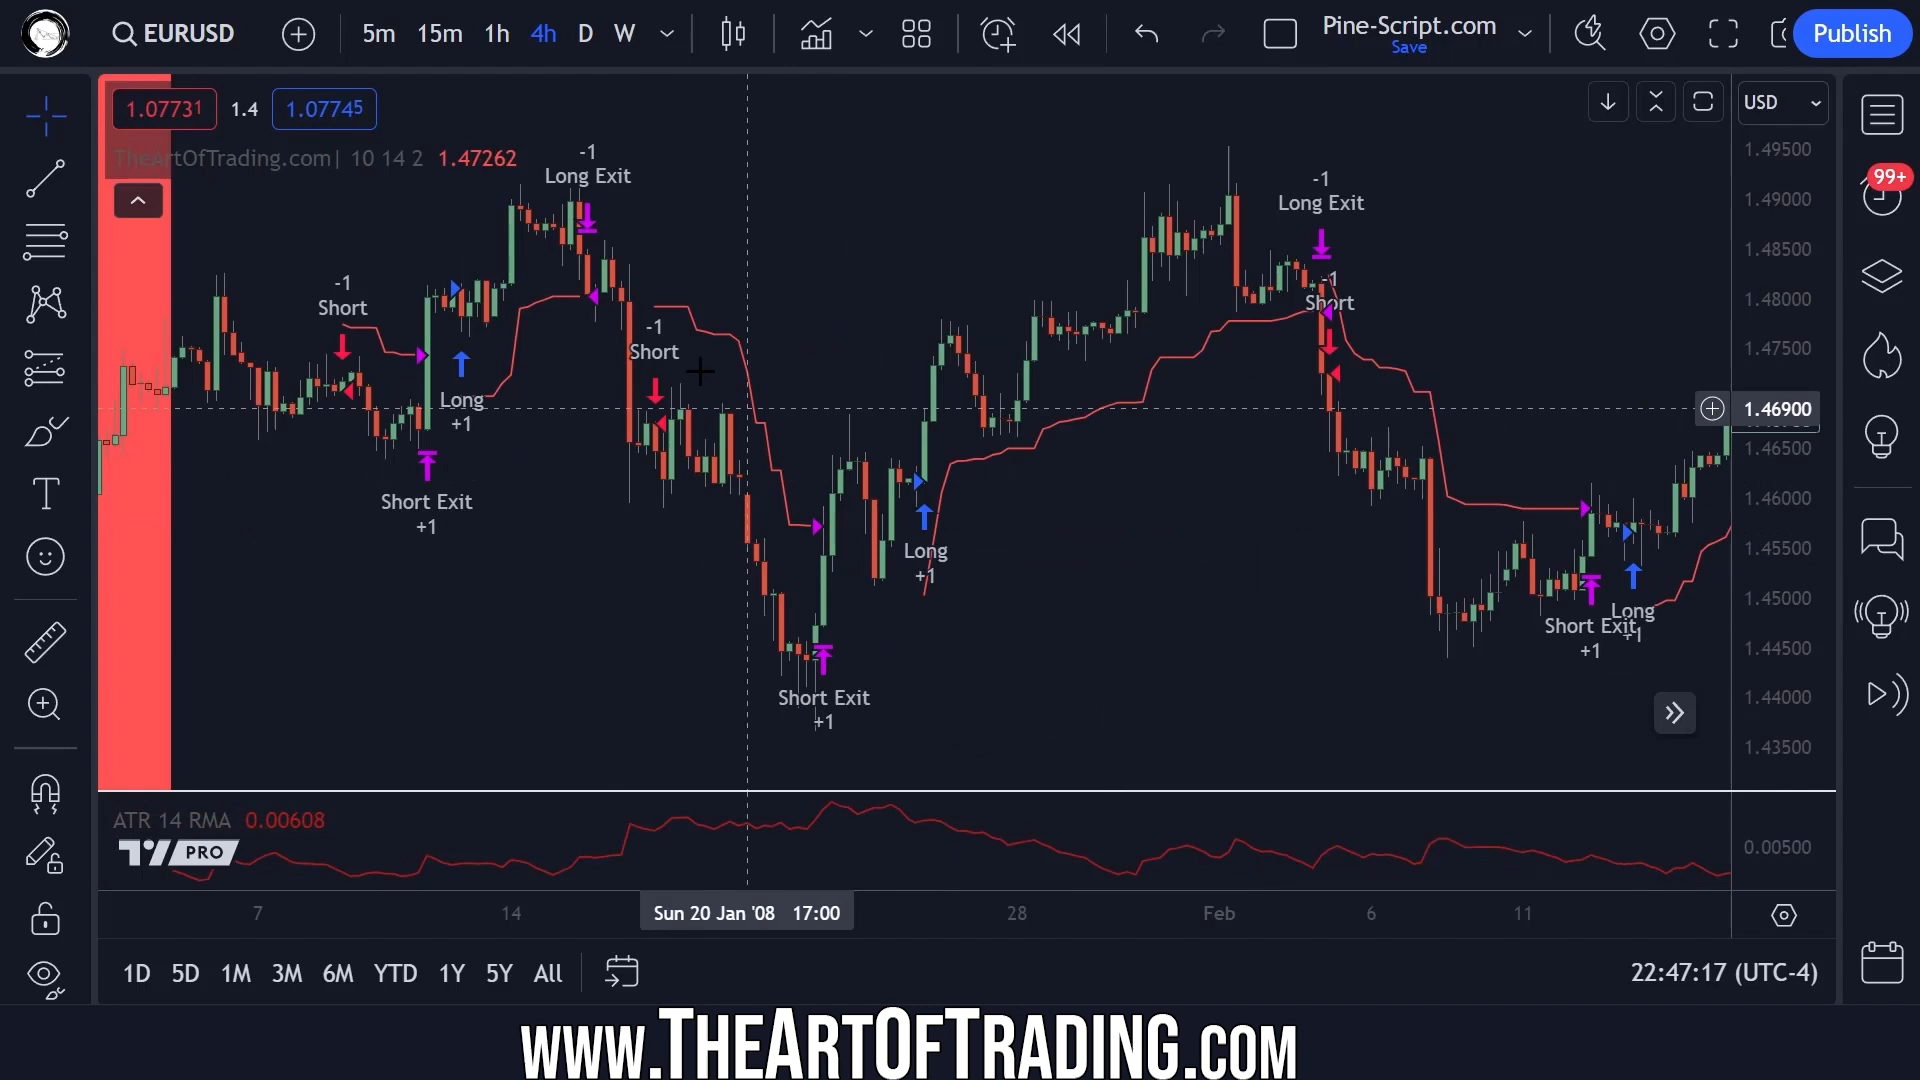 EURUSD 5m 15m 1h 4h D W Pine-Script.com Publish
Save
1.07731 1.4 1.07745 USD
TheArtOfTrading.com| 10 14 2 1.47262
-1
Long Exit
-1
Long Exit
-1
Short
-1
Short
-1
Short
Long
+1
Short Exit
+1
Long
+1
Short Exit
+1
Long
+1
Short Exit
+1
1.49500
1.49000
1.48500
1.48000
1.47500
1.46900
1.46500
1.46000
1.45500
1.45000
1.44500
1.44000
1.43500
99+
ATR 14 RMA 0.00608
PRO
0.00500
7 14 Sun 20 Jan '08 17:00 28 Feb 6 11
1D 5D 1M 3M 6M YTD 1Y 5Y All 22:47:17 (UTC-4)
www.TheArtOfTrading.com